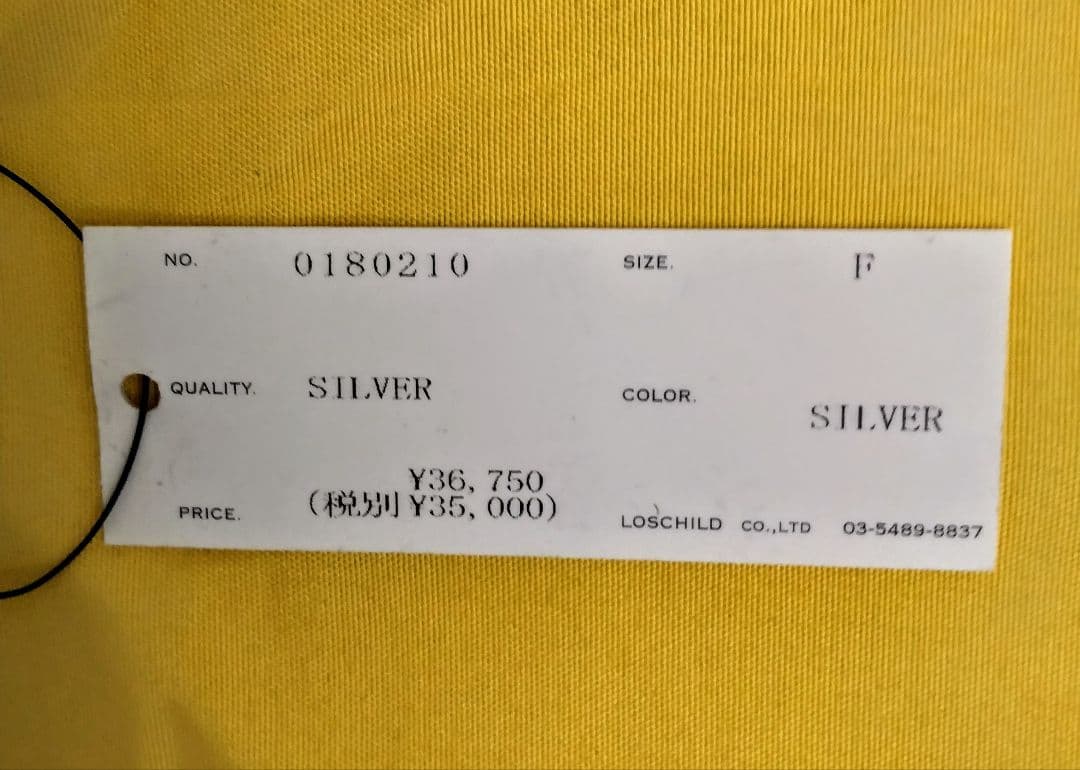 NO. 0180210 SIZE. F
QUALITY. SILVER COLOR. SILVER
PRICE. ¥36,750
(税別 ¥35,000)
LOSCHILD CO.,LTD 03-5489-8837